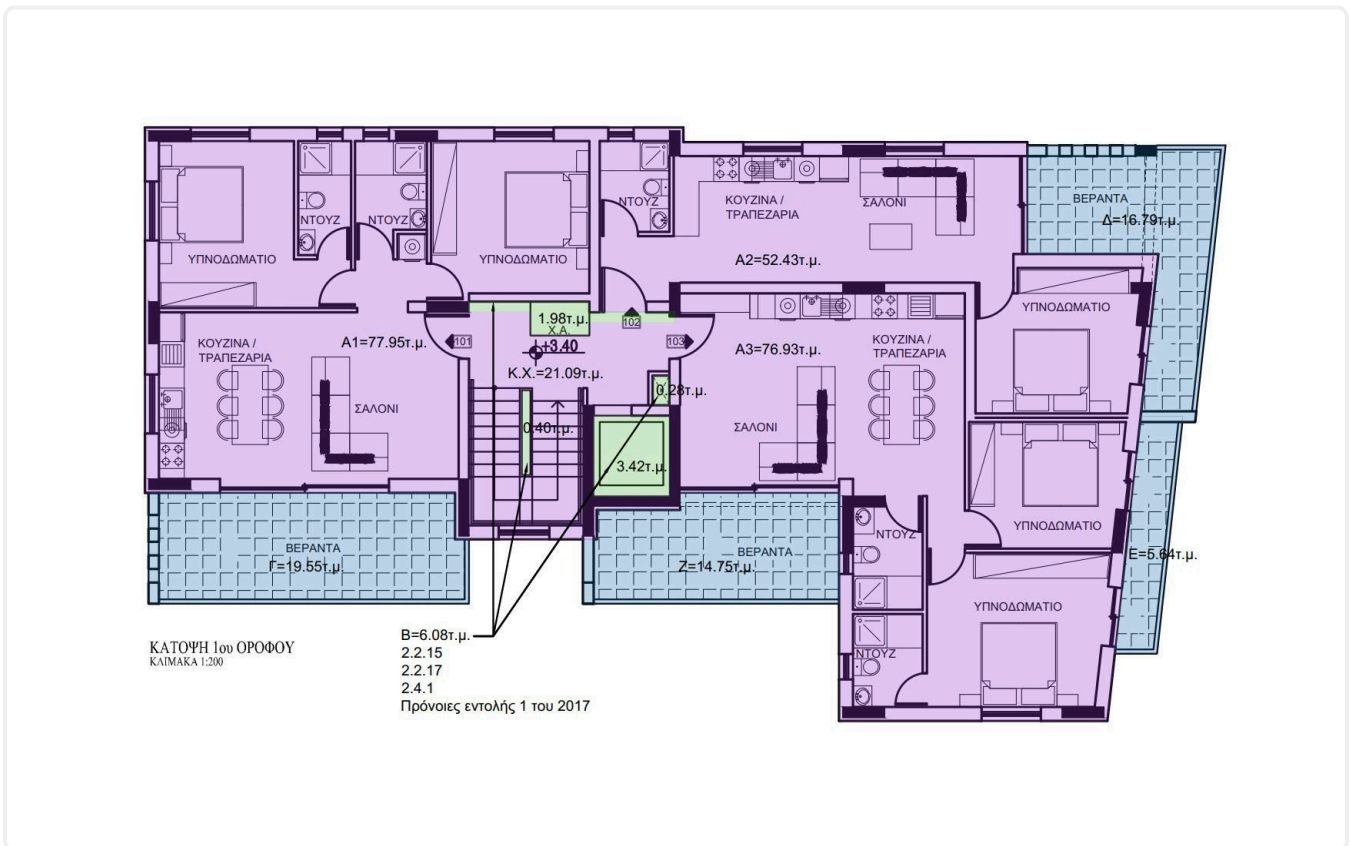 ΝΤΟΥΖ
ΝΤΟΥΖ
ΝΤΟΥΖ
ΚΟΥΖΙΝΑ /
ΤΡΑΠΕΖΑΡΙΑ
ΣΑΛΟΝΙ
ΒΕΡΑΝΤΑ
Δ=16.79τ.μ.
ΥΠΝΟΔΩΜΑΤΙΟ
ΥΠΝΟΔΩΜΑΤΙΟ
Α2=52.43τ.μ.
ΥΠΝΟΔΩΜΑΤΙΟ
1.98τ.μ.
Χ.Α.
102
+3.40
Κ.Χ.=21.09τ.μ.
ΚΟΥΖΙΝΑ /
ΤΡΑΠΕΖΑΡΙΑ
Α1=77.95τ.μ.
101
103
Α3=76.93τ.μ.
ΚΟΥΖΙΝΑ /
ΤΡΑΠΕΖΑΡΙΑ
0.28τ.μ.
ΣΑΛΟΝΙ
0.40τ.μ.
ΣΑΛΟΝΙ
3.42τ.μ.
ΥΠΝΟΔΩΜΑΤΙΟ
ΝΤΟΥΖ
ΒΕΡΑΝΤΑ
Γ=19.55τ.μ.
ΒΕΡΑΝΤΑ
Ζ=14.75τ.μ.
Ε=5.64τ.μ.
ΥΠΝΟΔΩΜΑΤΙΟ
ΝΤΟΥΖ
ΚΑΤΟΨΗ 1ου ΟΡΟΦΟΥ
ΚΛΙΜΑΚΑ 1:200
Β=6.08τ.μ.
2.2.15
2.2.17
2.4.1
Πρόνοιες εντολής 1 του 2017